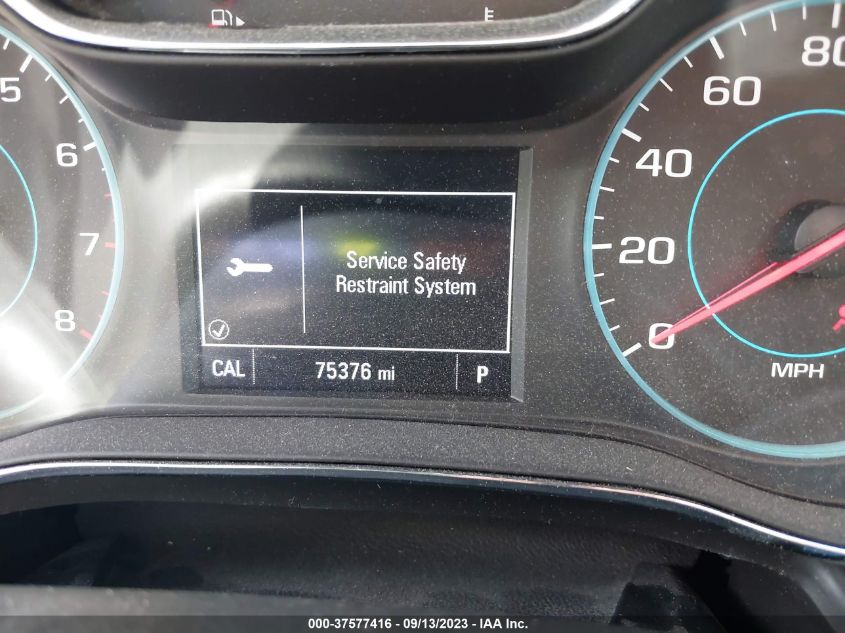 E
5
6
7
8
Service Safety
Restraint System
CAL 75376 mi P
80
60
40
20
0
MPH
000-37577416 - 09/13/2023 - IAA Inc.